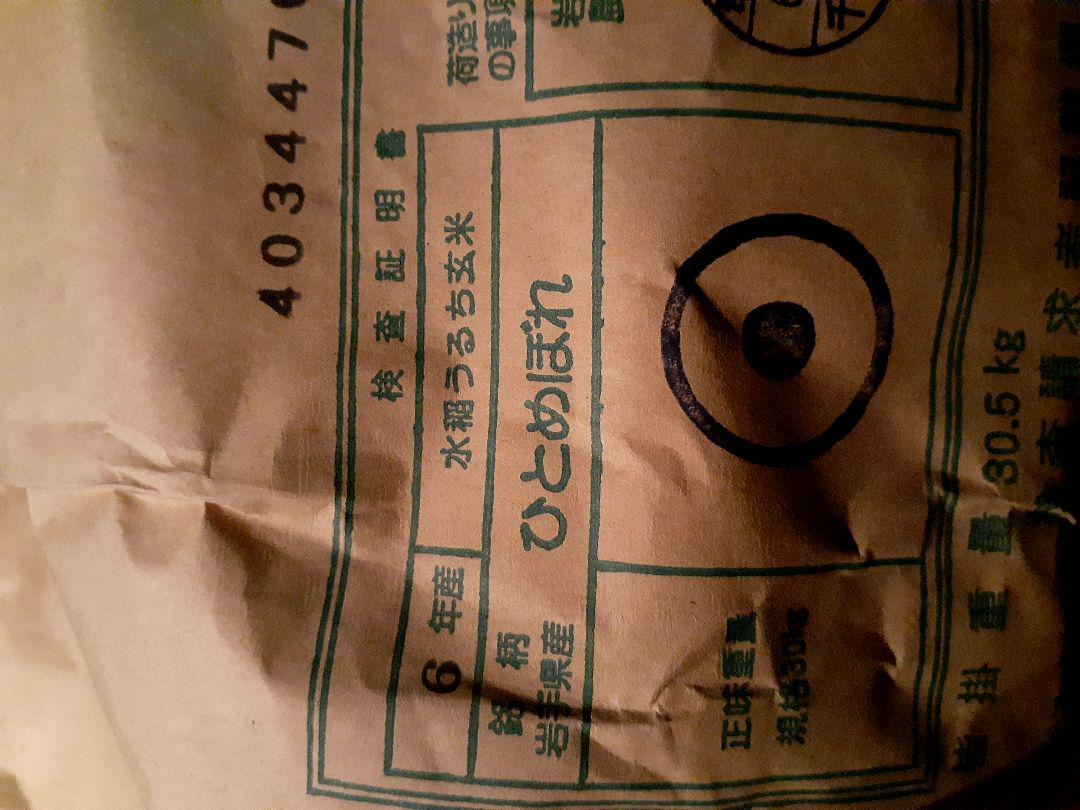 4034470
検査証明書
6 年産 水稲うるち玄米
銘柄
岩手県産 ひとめぼれ
正味重量
規格30kg
皆掛重量 30.5 kg
荷造り
の事項